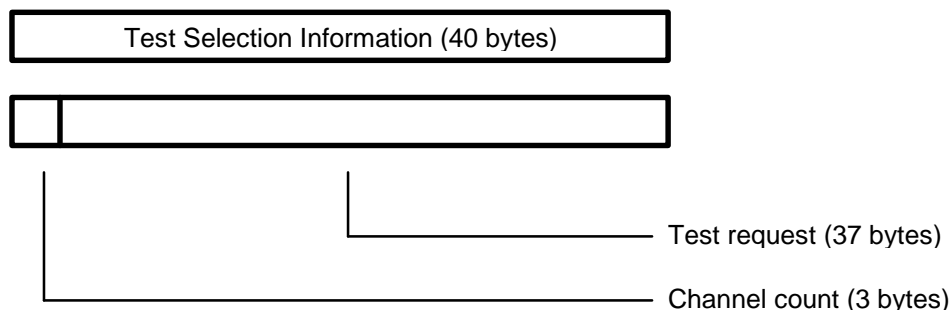 Test Selection Information (40 bytes)
Test request (37 bytes)
Channel count (3 bytes)